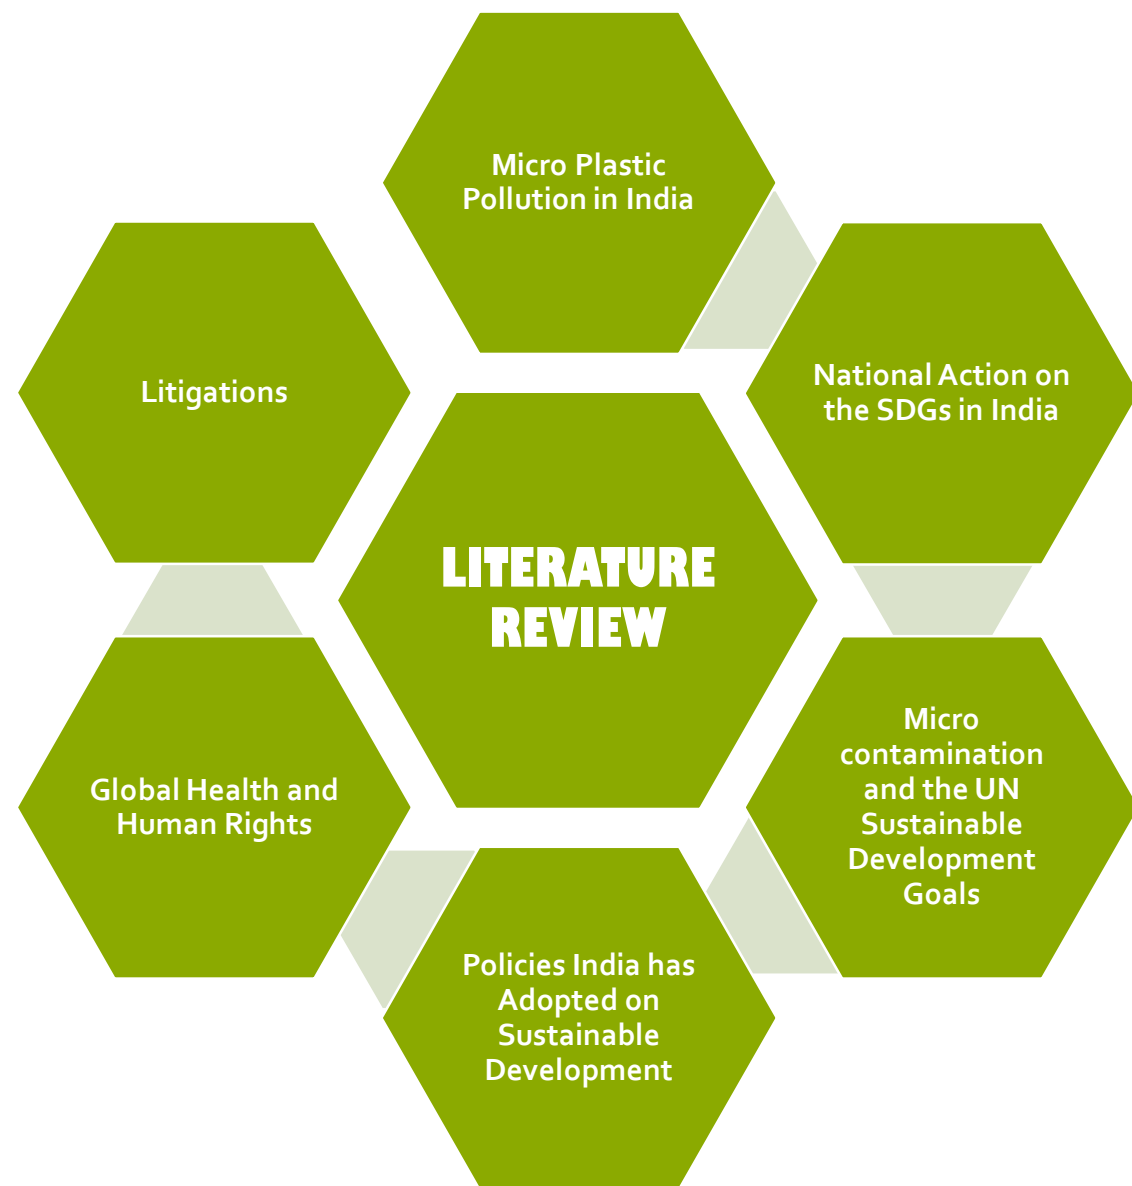 Micro Plastic
Pollution in India
National Action on
the SDGs in India
Micro
contamination
and the UN
Sustainable
Development
Goals
Policies India has
Adopted on
Sustainable
Development
Global Health and
Human Rights
Litigations
LITERATURE
REVIEW